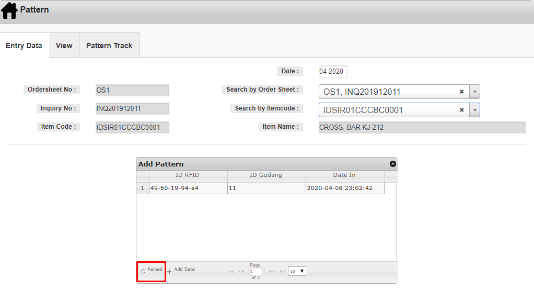 Pattern
Entry Data View Pattern Track
Date : 04 2020
Ordersheet No : OS1 Search by Order Sheet : OS1, INQ201912011 ×
Inquiry No : INQ201912011 Search by Itemcode : IDSIR01CCCBC0001 ×
Item Code : IDSIR01CCCBC0001 Item Name : CROSS, BAR KJ-212
Add Pattern
ID RFID ID Gudang Date In
1 49-60-19-94-a4 11 2020-04-08 23:02:42
Reload + Add Data Page 1 of 1 10